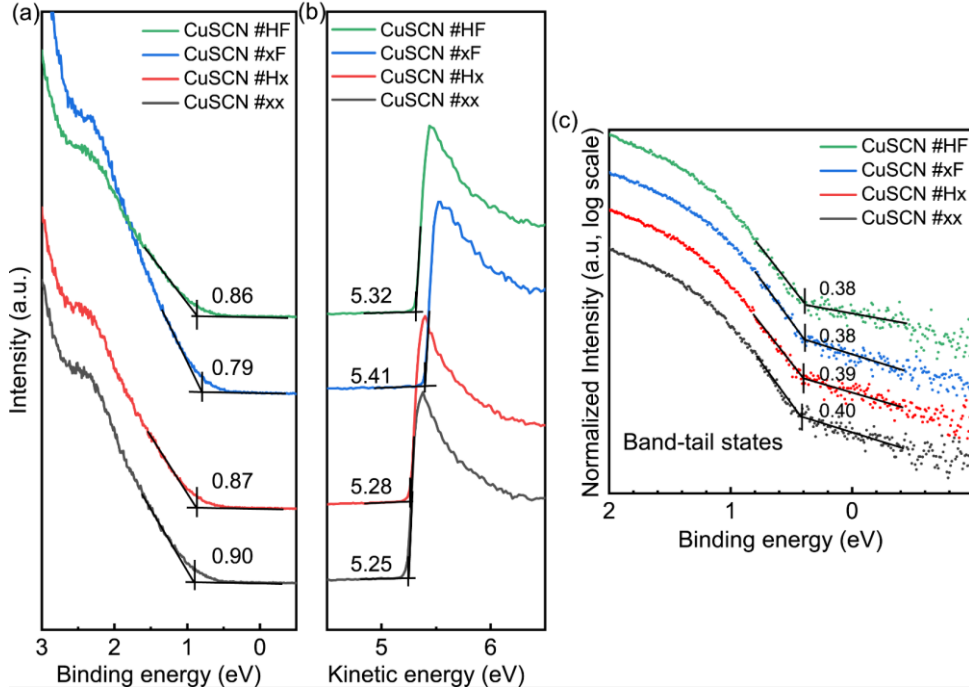 (a)
CuSCN #HF
CuSCN #xF
CuSCN #Hx
CuSCN #xx
0.86
0.79
0.87
0.90
Intensity (a.u.)
3 2 1 0
Binding energy (eV)
(b)
CuSCN #HF
CuSCN #xF
CuSCN #Hx
CuSCN #xx
5.32
5.41
5.28
5.25
5 6
Kinetic energy (eV)
(c)
CuSCN #HF
CuSCN #xF
CuSCN #Hx
CuSCN #xx
0.38
0.38
0.39
0.40
Band-tail states
Normalized Intensity (a.u, log scale)
2 1 0
Binding energy (eV)